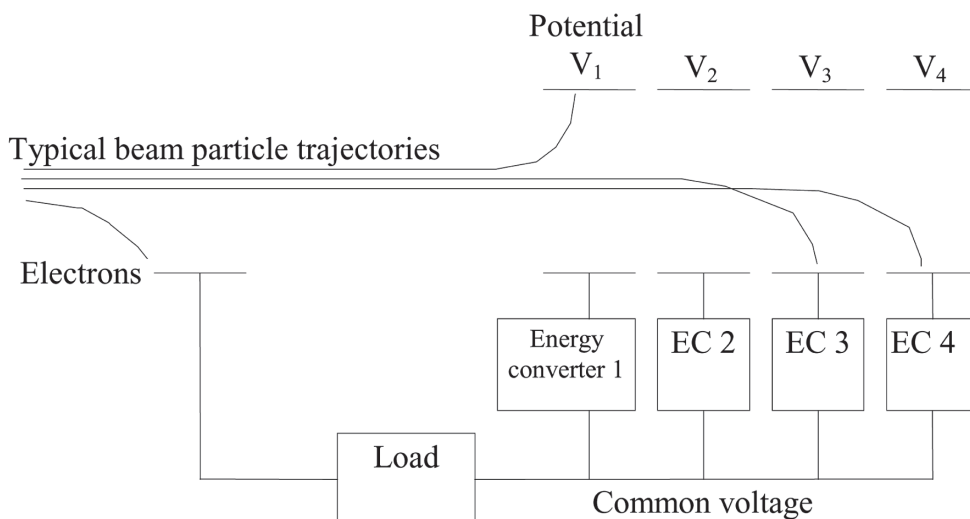 Potential
V₁ V₂ V₃ V₄
Typical beam particle trajectories
Electrons
Energy
converter 1
EC 2
EC 3
EC 4
Load
Common voltage